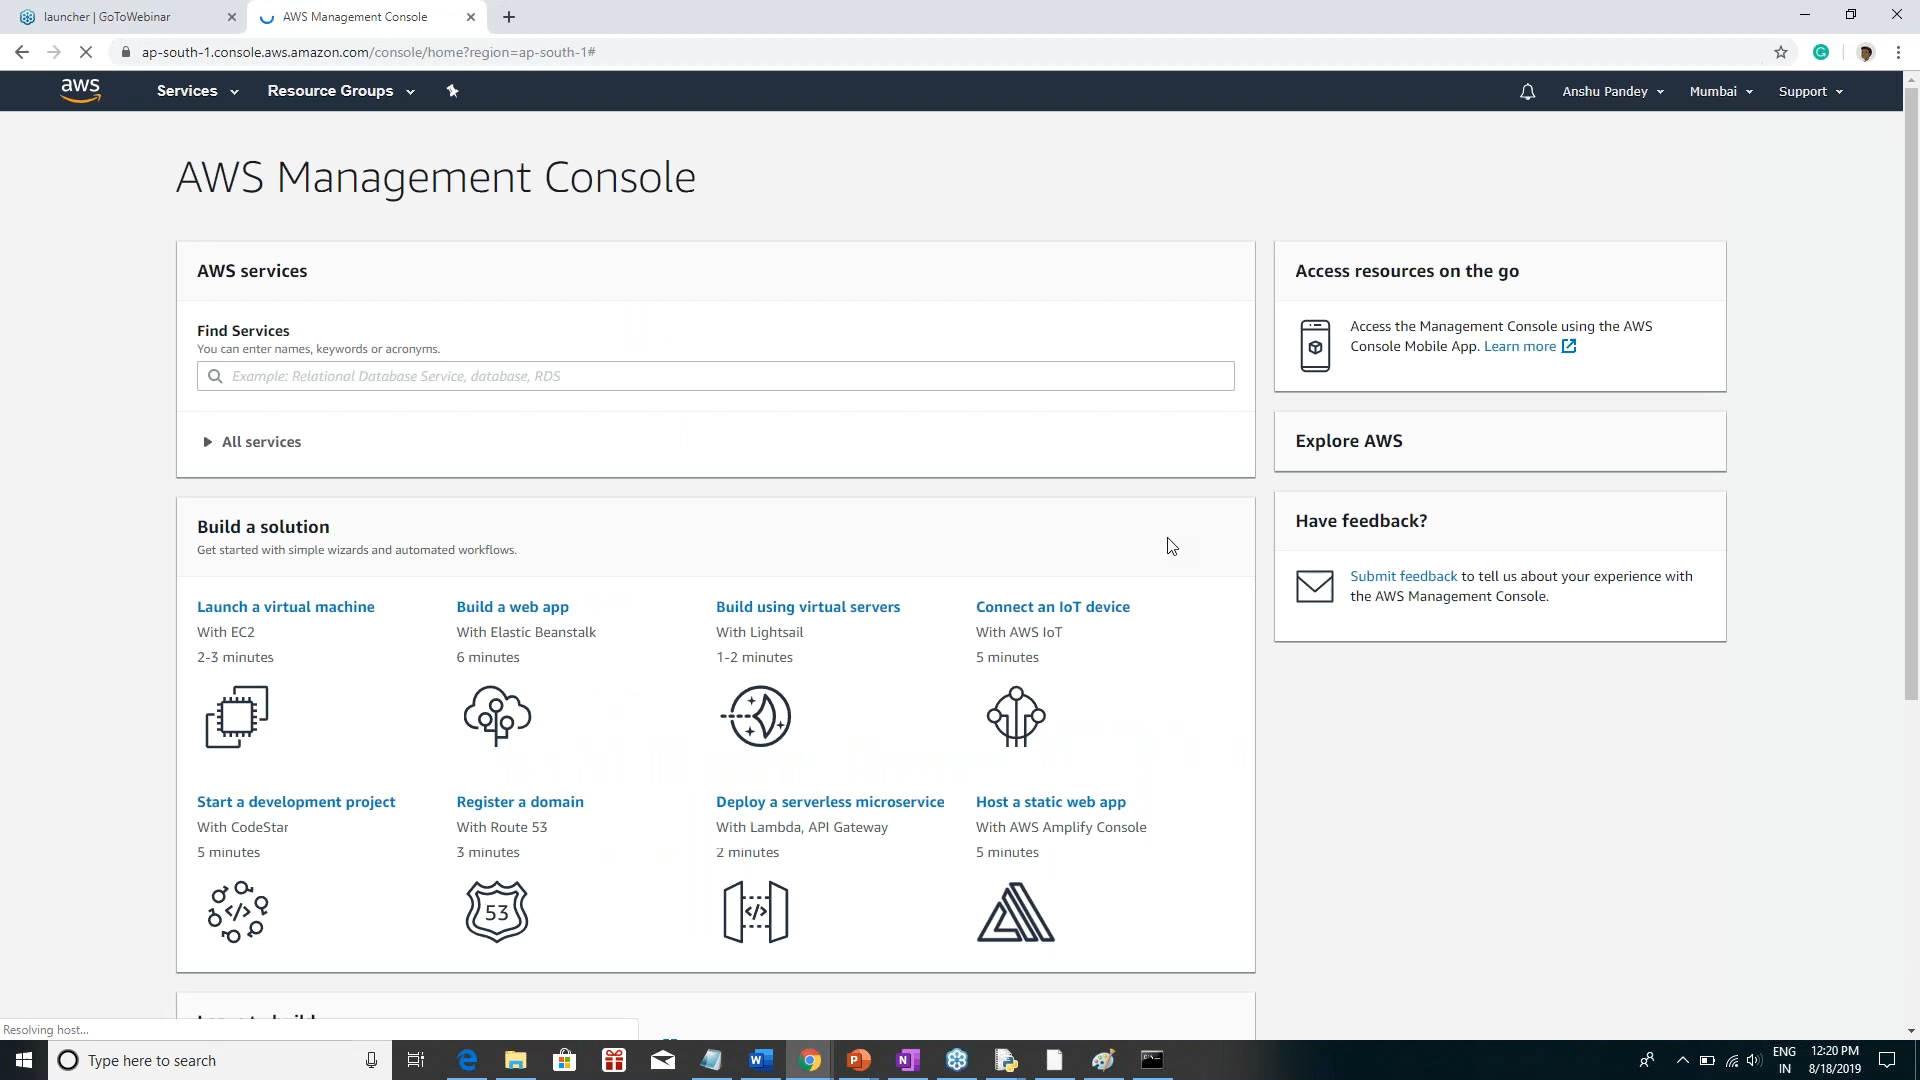 launcher | GoToWebinar
AWS Management Console
ap-south-1.console.aws.amazon.com/console/home?region=ap-south-1#
aws
Services
Resource Groups
Anshu Pandey
Mumbai
Support
AWS Management Console
AWS services
Find Services
You can enter names, keywords or acronyms.
Example: Relational Database Service, database, RDS
All services
Build a solution
Get started with simple wizards and automated workflows.
Launch a virtual machine
With EC2
2-3 minutes
Build a web app
With Elastic Beanstalk
6 minutes
Build using virtual servers
With Lightsail
1-2 minutes
Connect an IoT device
With AWS IoT
5 minutes
Start a development project
With CodeStar
5 minutes
Register a domain
With Route 53
3 minutes
53
Deploy a serverless microservice
With Lambda, API Gateway
2 minutes
Host a static web app
With AWS Amplify Console
5 minutes
Access resources on the go
Access the Management Console using the AWS
Console Mobile App. Learn more
Explore AWS
Have feedback?
Submit feedback to tell us about your experience with
the AWS Management Console.
Resolving host...
Type here to search
ENG
IN
12:20 PM
8/18/2019